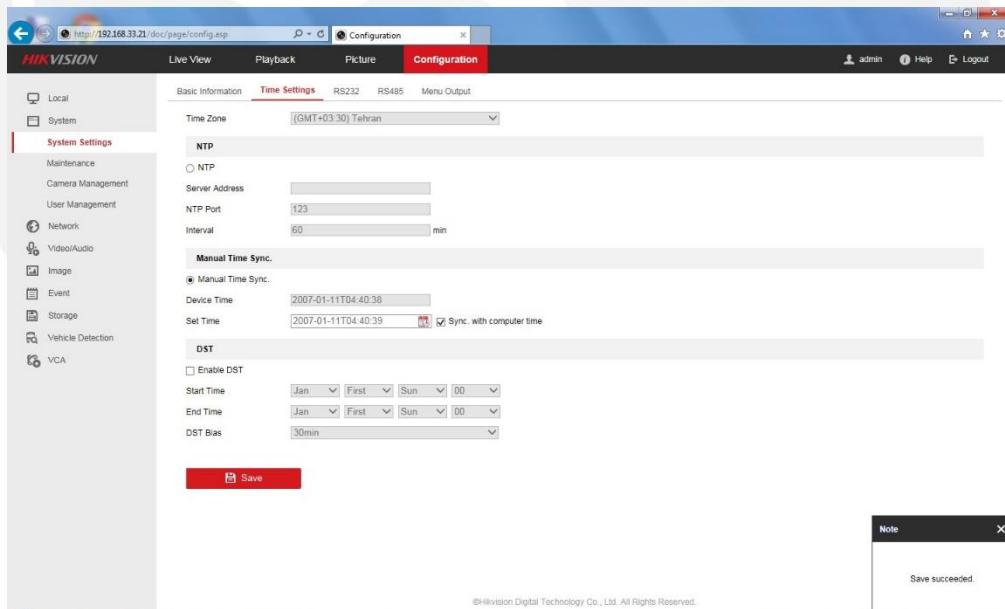 http://192.168.33.21/doc/page/config.asp
Configuration
HIKVISION
Live View Playback Picture Configuration admin Help Logout
Local
System
System Settings
Maintenance
Camera Management
User Management
Network
Video/Audio
Image
Event
Storage
Vehicle Detection
VCA
Basic Information Time Settings RS232 RS485 Menu Output
Time Zone (GMT+03:30) Tehran
NTP
NTP
Server Address
NTP Port 123
Interval 60 min
Manual Time Sync.
Manual Time Sync.
Device Time 2007-01-11T04:40:38
Set Time 2007-01-11T04:40:39 Sync. with computer time
DST
Enable DST
Start Time Jan First Sun 00
End Time Jan First Sun 00
DST Bias 30min
Save
Note
Save succeeded.
©Hikvision Digital Technology Co., Ltd. All Rights Reserved.